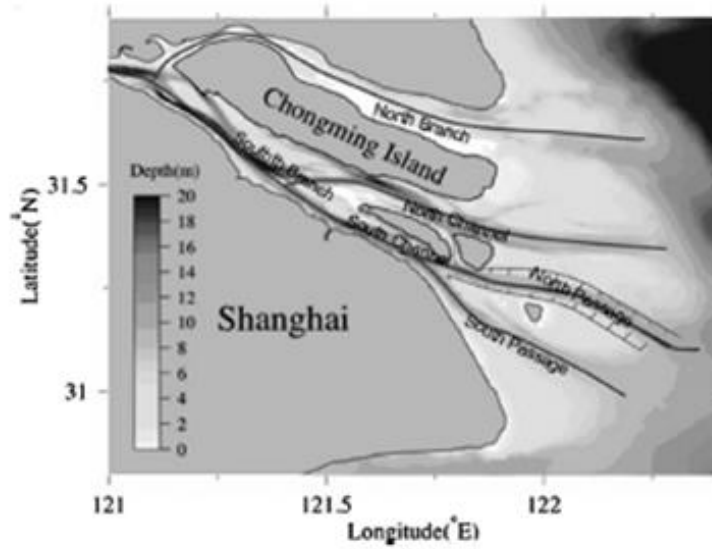 North Branch
Chongming Island
South Branch
Depth(m)
20
18
16
14
12
10
8
6
4
2
0
North Channel
South Channel
North Passage
South Passage
Shanghai
31.5
31
Latitude(°N)
121
121.5
122
Longitude(°E)